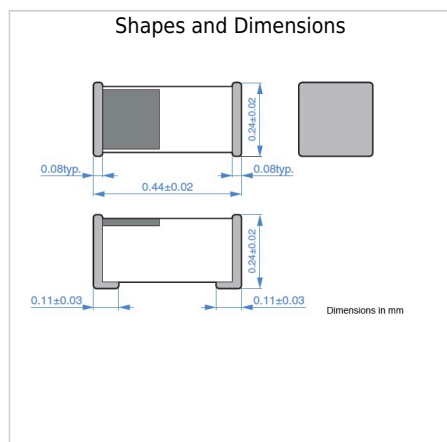 Shapes and Dimensions
0.24±0.02
0.08typ.
0.08typ.
0.44±0.02
0.24±0.02
0.11±0.03
0.11±0.03
Dimensions in mm